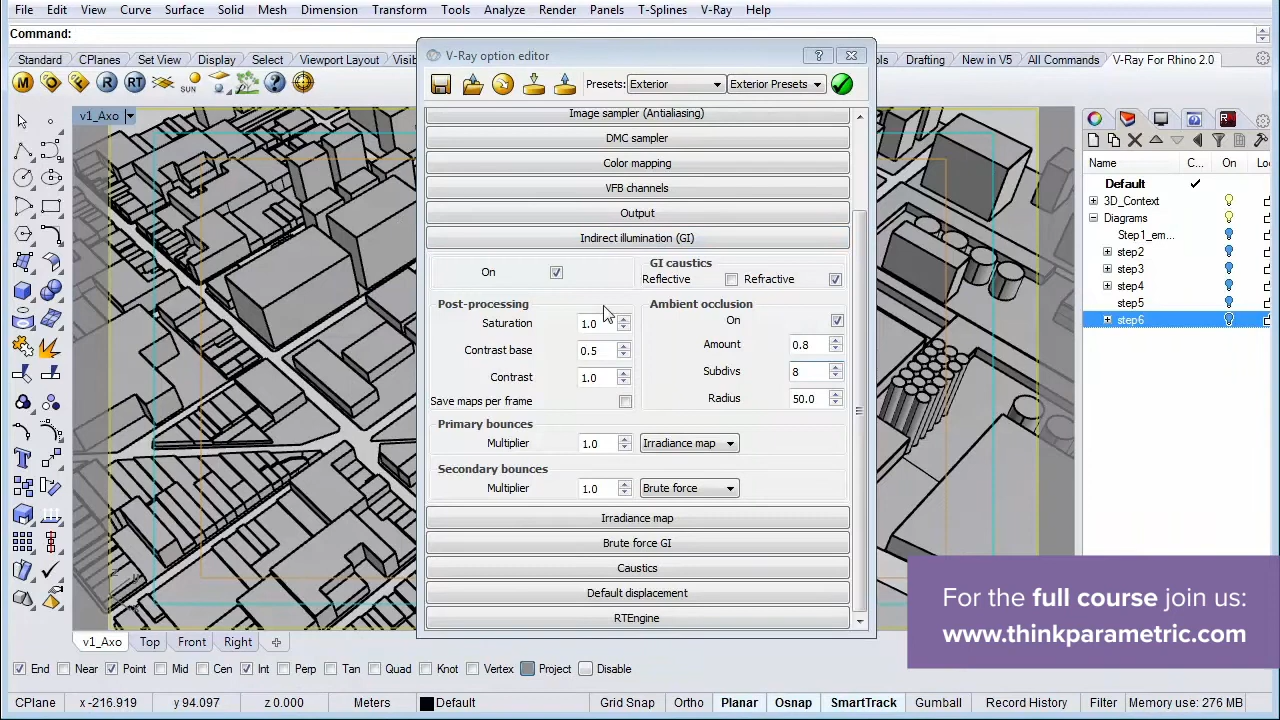 File Edit View Curve Surface Solid Mesh Dimension Transform Tools Analyze Render Panels T-Splines V-Ray Help
Command:
Standard CPlanes Set View Display Select Viewport Layout Visib ols Drafting New in V5 All Commands V-Ray For Rhino 2.0
V-Ray option editor
?
M O R RT SUN ?
Presets: Exterior Exterior Presets
v1_Axo
Image sampler (Antialiasing)
DMC sampler
Color mapping
VFB channels
Output
Indirect illumination (GI)
On
GI caustics
Reflective Refractive
Post-processing
Saturation 1.0
Contrast base 0.5
Contrast 1.0
Save maps per frame
Ambient occlusion
On
Amount 0.8
Subdivs 8
Radius 50.0
Primary bounces
Multiplier 1.0 Irradiance map
Secondary bounces
Multiplier 1.0 Brute force
Irradiance map
Brute force GI
Caustics
Default displacement
RTEngine
Name C... On Lo
Default
3D_Context
Diagrams
Step1_em...
step2
step3
step4
step5
step6
For the full course join us:
www.thinkparametric.com
v1_Axo Top Front Right
End Near Point Mid Cen Int Perp Tan Quad Knot Vertex Project Disable
CPlane x -216.919 y 94.097 z 0.000 Meters Default Grid Snap Ortho Planar Osnap SmartTrack Gumball Record History Filter Memory use: 276 MB